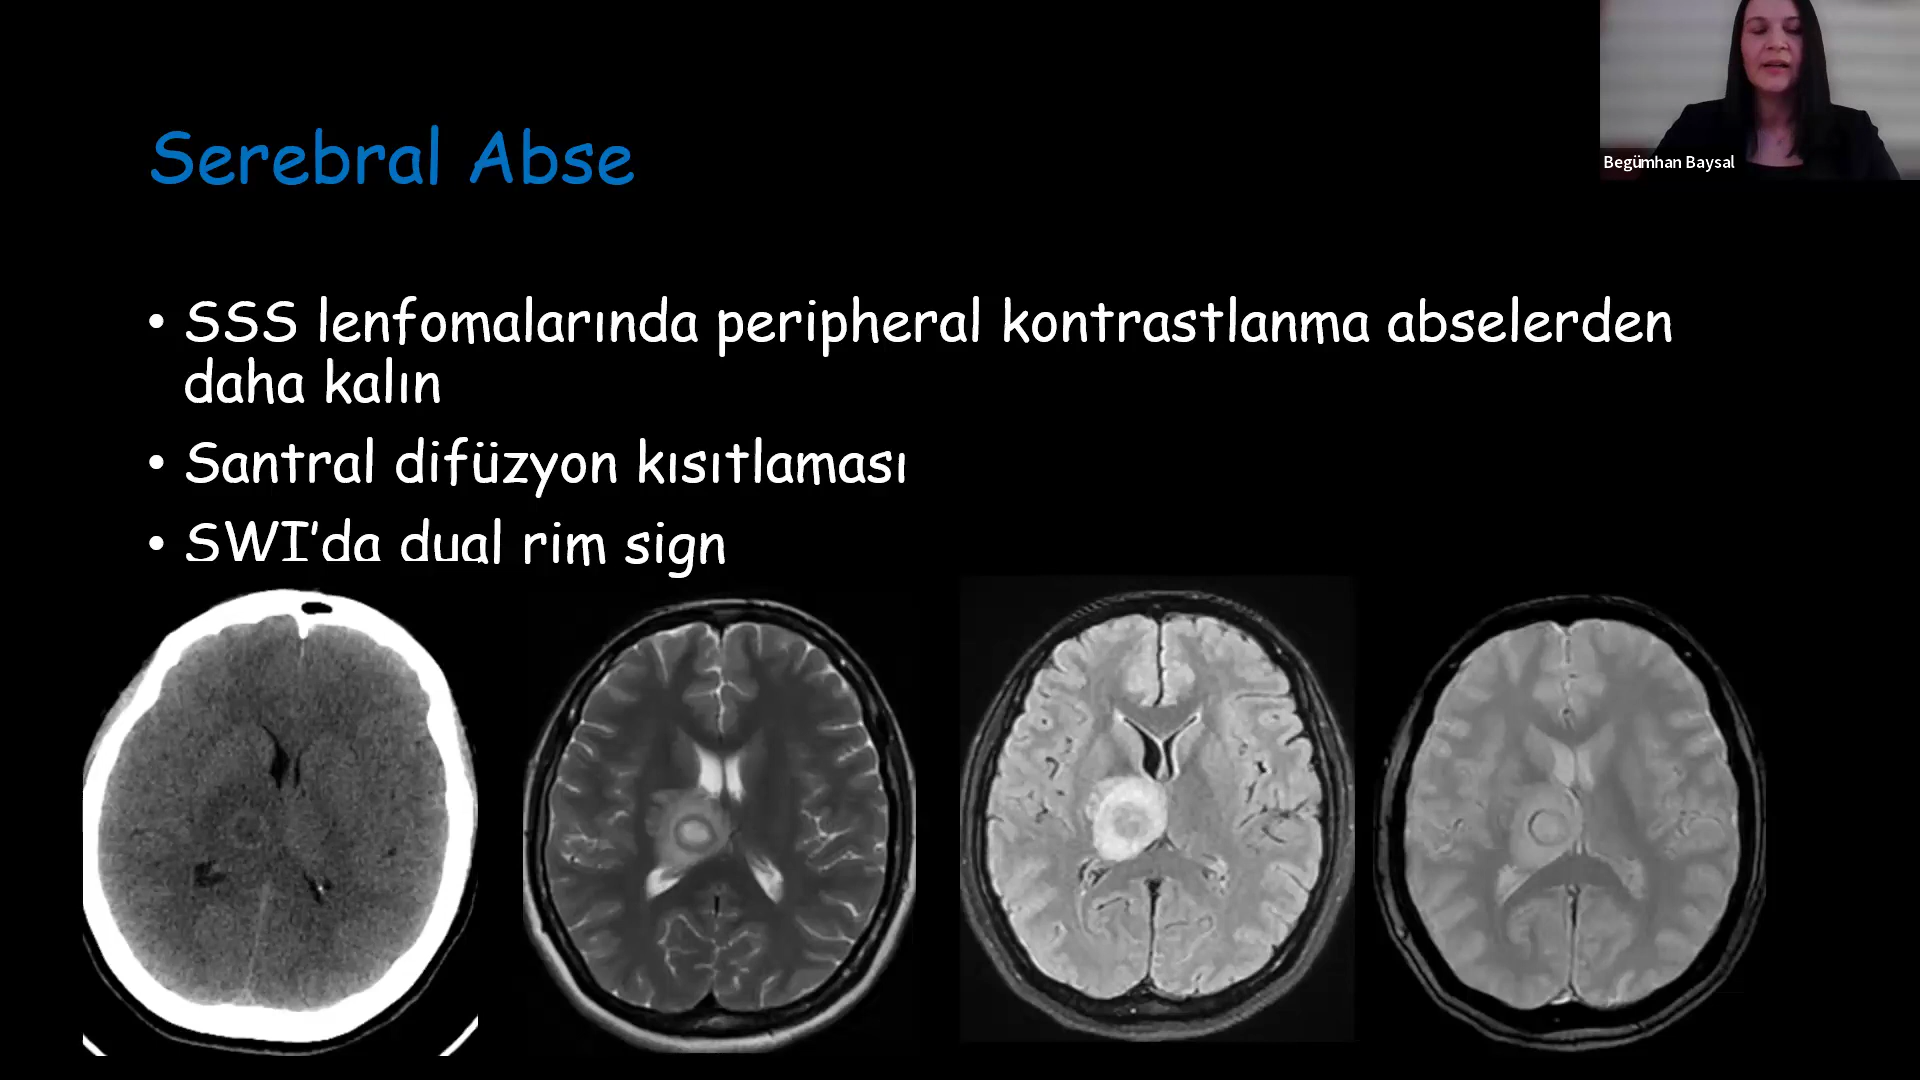 Serebral Abse
Begümhan Baysal
• SSS lenfomalarında peripheral kontrastlanma abselerden
daha kalın
• Santral difüzyon kısıtlaması
• SWI'da dual rim sign